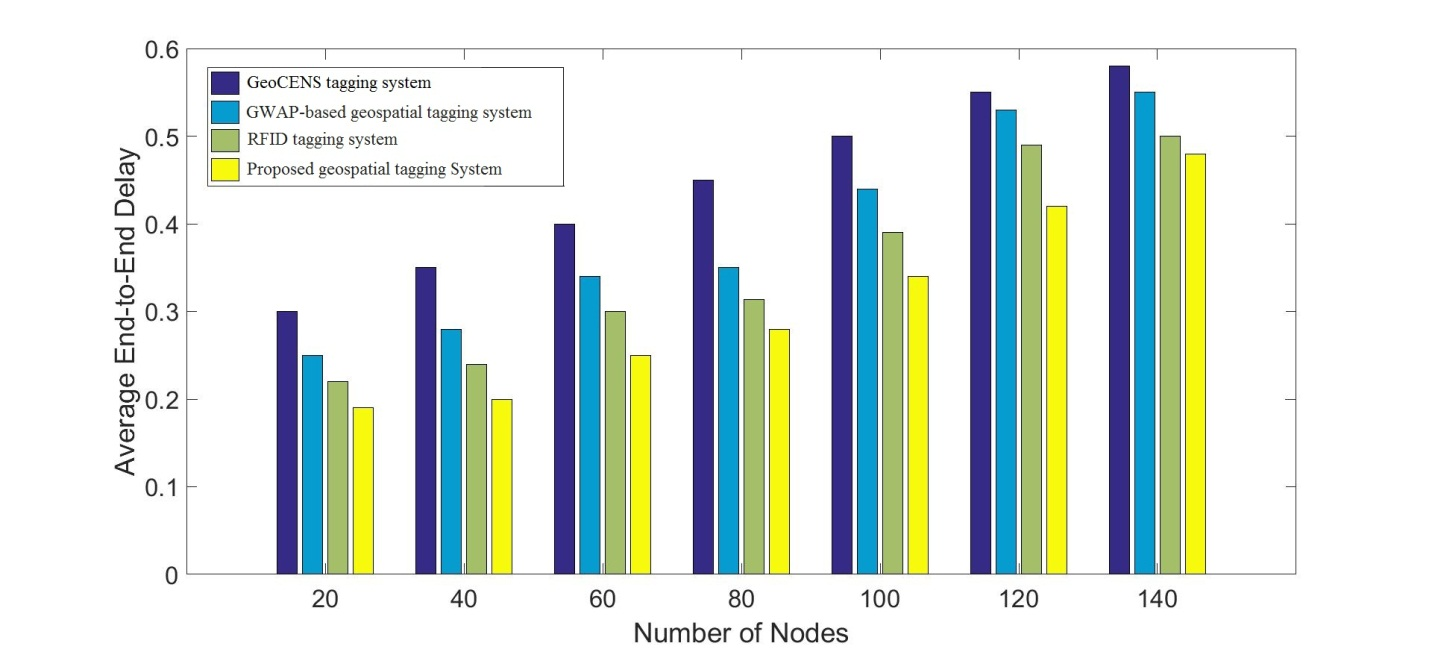 0.6
0.5
0.4
0.3
0.2
0.1
0
Average End-to-End Delay
GeoCENS tagging system
GWAP-based geospatial tagging system
RFID tagging system
Proposed geospatial tagging System
20 40 60 80 100 120 140
Number of Nodes